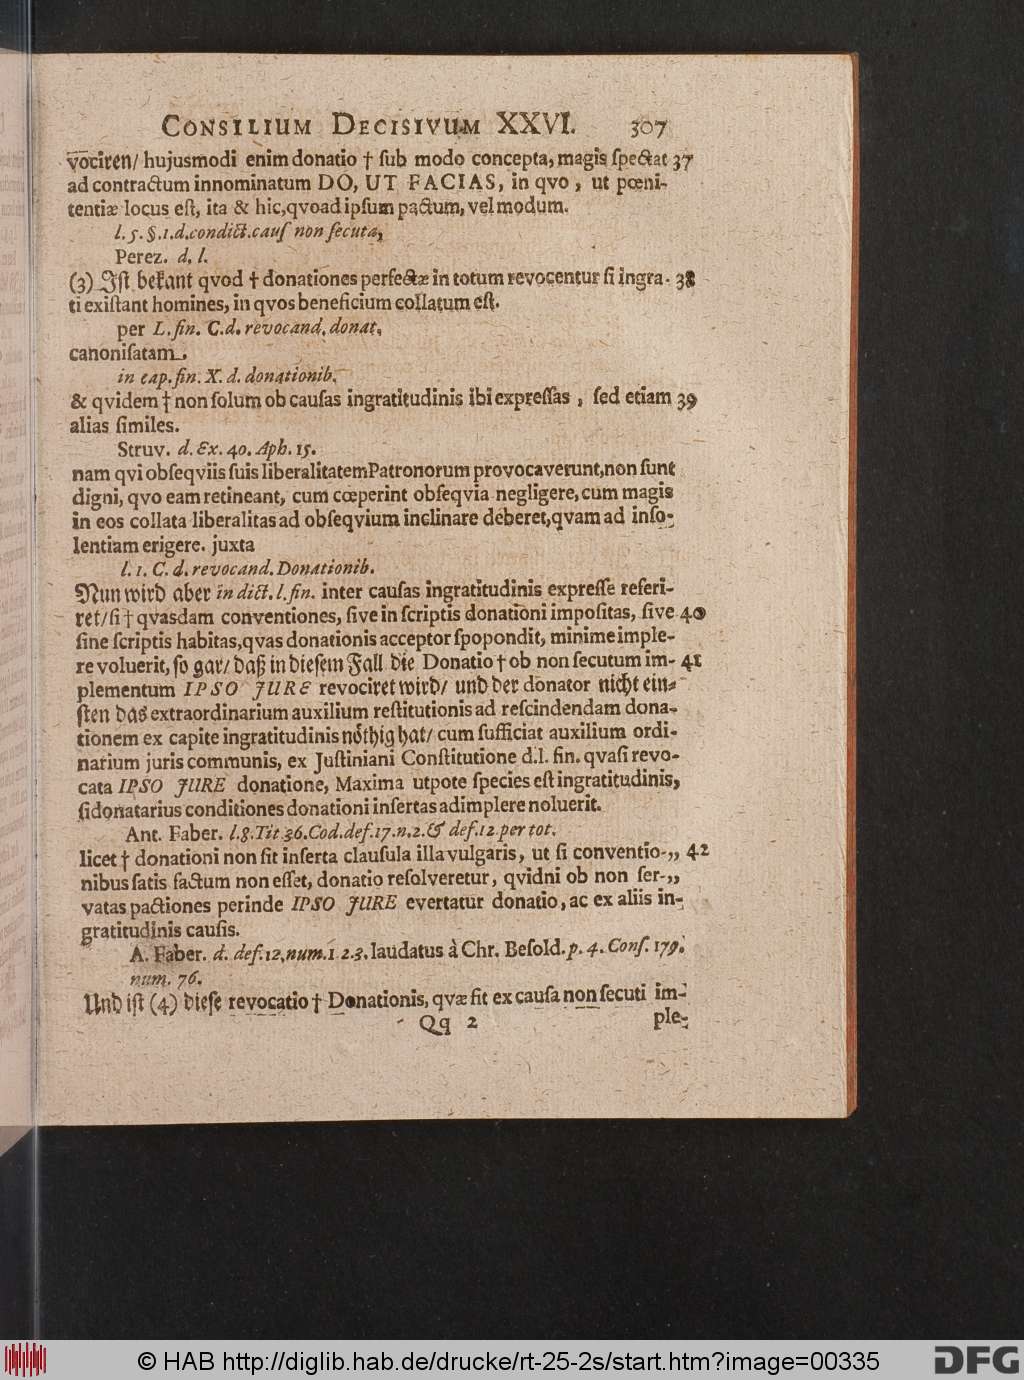 CONSILIUM DECISIVUM XXVI. 307
vociren/ hujusmodi enim donatio † sub modo concepta, magis spectat 37
ad contractum innominatum DO, UT FACIAS, in qvo, ut pœni-
tentiæ locus est, ita & hic, qvoad ipsum pactum, vel modum.
l. 5. §. 1. d. condict. caus non secuta,
Perez. d. l.
(3) Ist bekant qvod † donationes perfectæ in totum revocentur si ingra- 38
ti existant homines, in qvos beneficium collatum est.
per L. fin. C. d. revocand. donat,
canonisatam.
in cap. fin. X. d. donationib.
& qvidem † non solum ob causas ingratitudinis ibi expressas, sed etiam 39
alias similes.
Struv. d. Ex. 40. Aph. 15.
nam qvi obseqviis suis liberalitatem Patronorum provocaverunt, non sunt
digni, qvo eam retineant, cum cœperint obseqvia negligere, cum magis
in eos collata liberalitas ad obseqvium inclinare deberet, qvam ad inso-
lentiam erigere. juxta
l. 1. C. d. revocand. Donationib.
Nun wird aber in dict. l. fin. inter causas ingratitudinis expresse referi-
ret/ si † qvasdam conventiones, sive in scriptis donationi impositas, sive 40
sine scriptis habitas, qvas donationis acceptor spopondit, minime imple-
re voluerit, so gar/ daß in diesem Fall die Donatio † ob non secutum im- 41
plementum IPSO JURE revociret wird/ und der donator nicht ein-
sten das extraordinarium auxilium restitutionis ad rescindendam dona-
tionem ex capite ingratitudinis nöthig hat/ cum sufficiat auxilium ordi-
narium juris communis, ex Justiniani Constitutione d. l. fin. qvasi revo-
cata IPSO JURE donatione, Maxima utpote species est ingratitudinis,
si donatarius conditiones donationi insertas adimplere noluerit.
Ant. Faber. l. 8. Tit 36. Cod. def. 17. n. 2. & def. 12 per tot.
licet † donationi non sit inserta clausula illa vulgaris, ut si conventio-„ 42
nibus satis factum non esset, donatio resolveretur, qvidni ob non ser-„
vatas pactiones perinde IPSO JURE evertatur donatio, ac ex aliis in-
gratitudinis causis.
A. Faber. d. def. 12, num. 1 2. 3. laudatus à Chr. Besold. p. 4. Cons. 179.
num. 76.
Und ist (4) diese revocatio † Donationis, qvæ fit ex causa non secuti im-
Qq 2 ple-
© HAB http://diglib.hab.de/drucke/rt-25-2s/start.htm?image=00335
DFG